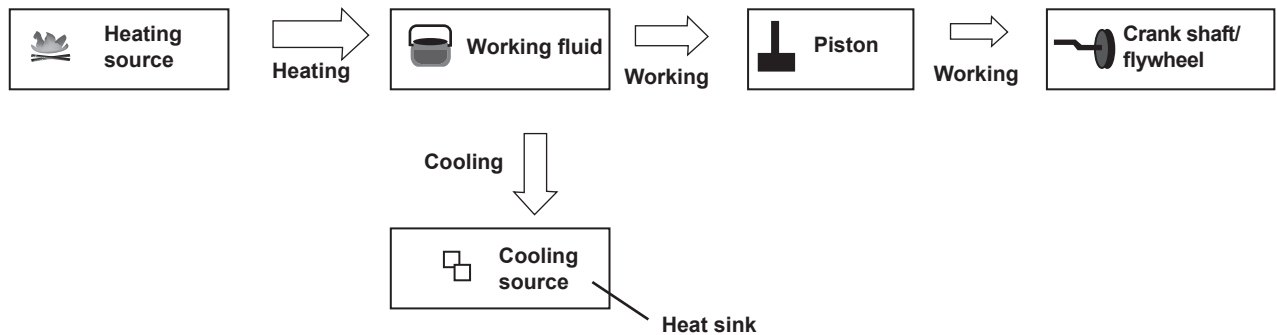 Heating
source
Heating
Working fluid
Working
Piston
Working
Crank shaft/
flywheel
Cooling
Cooling
source
Heat sink